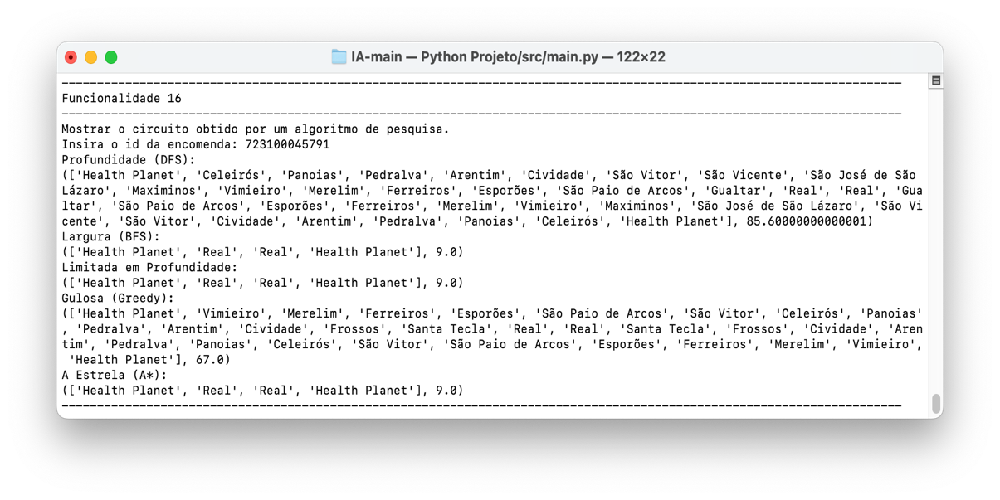 IA-main — Python Projeto/src/main.py — 122×22
------------------------------------------------------------------------------------------------------------------------
Funcionalidade 16
------------------------------------------------------------------------------------------------------------------------
Mostrar o circuito obtido por um algoritmo de pesquisa.
Insira o id da encomenda: 723100045791
Profundidade (DFS):
(['Health Planet', 'Celeirós', 'Panoias', 'Pedralva', 'Arentim', 'Cividade', 'São Vitor', 'São Vicente', 'São José de São
Lázaro', 'Maximinos', 'Vimieiro', 'Merelim', 'Ferreiros', 'Esporões', 'São Paio de Arcos', 'Gualtar', 'Real', 'Real', 'Gua
ltar', 'São Paio de Arcos', 'Esporões', 'Ferreiros', 'Merelim', 'Vimieiro', 'Maximinos', 'São José de São Lázaro', 'São Vi
cente', 'São Vitor', 'Cividade', 'Arentim', 'Pedralva', 'Panoias', 'Celeirós', 'Health Planet'], 85.60000000000001)
Largura (BFS):
(['Health Planet', 'Real', 'Real', 'Health Planet'], 9.0)
Limitada em Profundidade:
(['Health Planet', 'Real', 'Real', 'Health Planet'], 9.0)
Gulosa (Greedy):
(['Health Planet', 'Vimieiro', 'Merelim', 'Ferreiros', 'Esporões', 'São Paio de Arcos', 'São Vitor', 'Celeirós', 'Panoias'
, 'Pedralva', 'Arentim', 'Cividade', 'Frossos', 'Santa Tecla', 'Real', 'Real', 'Santa Tecla', 'Frossos', 'Cividade', 'Aren
tim', 'Pedralva', 'Panoias', 'Celeirós', 'São Vitor', 'São Paio de Arcos', 'Esporões', 'Ferreiros', 'Merelim', 'Vimieiro',
 'Health Planet'], 67.0)
A Estrela (A*):
(['Health Planet', 'Real', 'Real', 'Health Planet'], 9.0)
------------------------------------------------------------------------------------------------------------------------